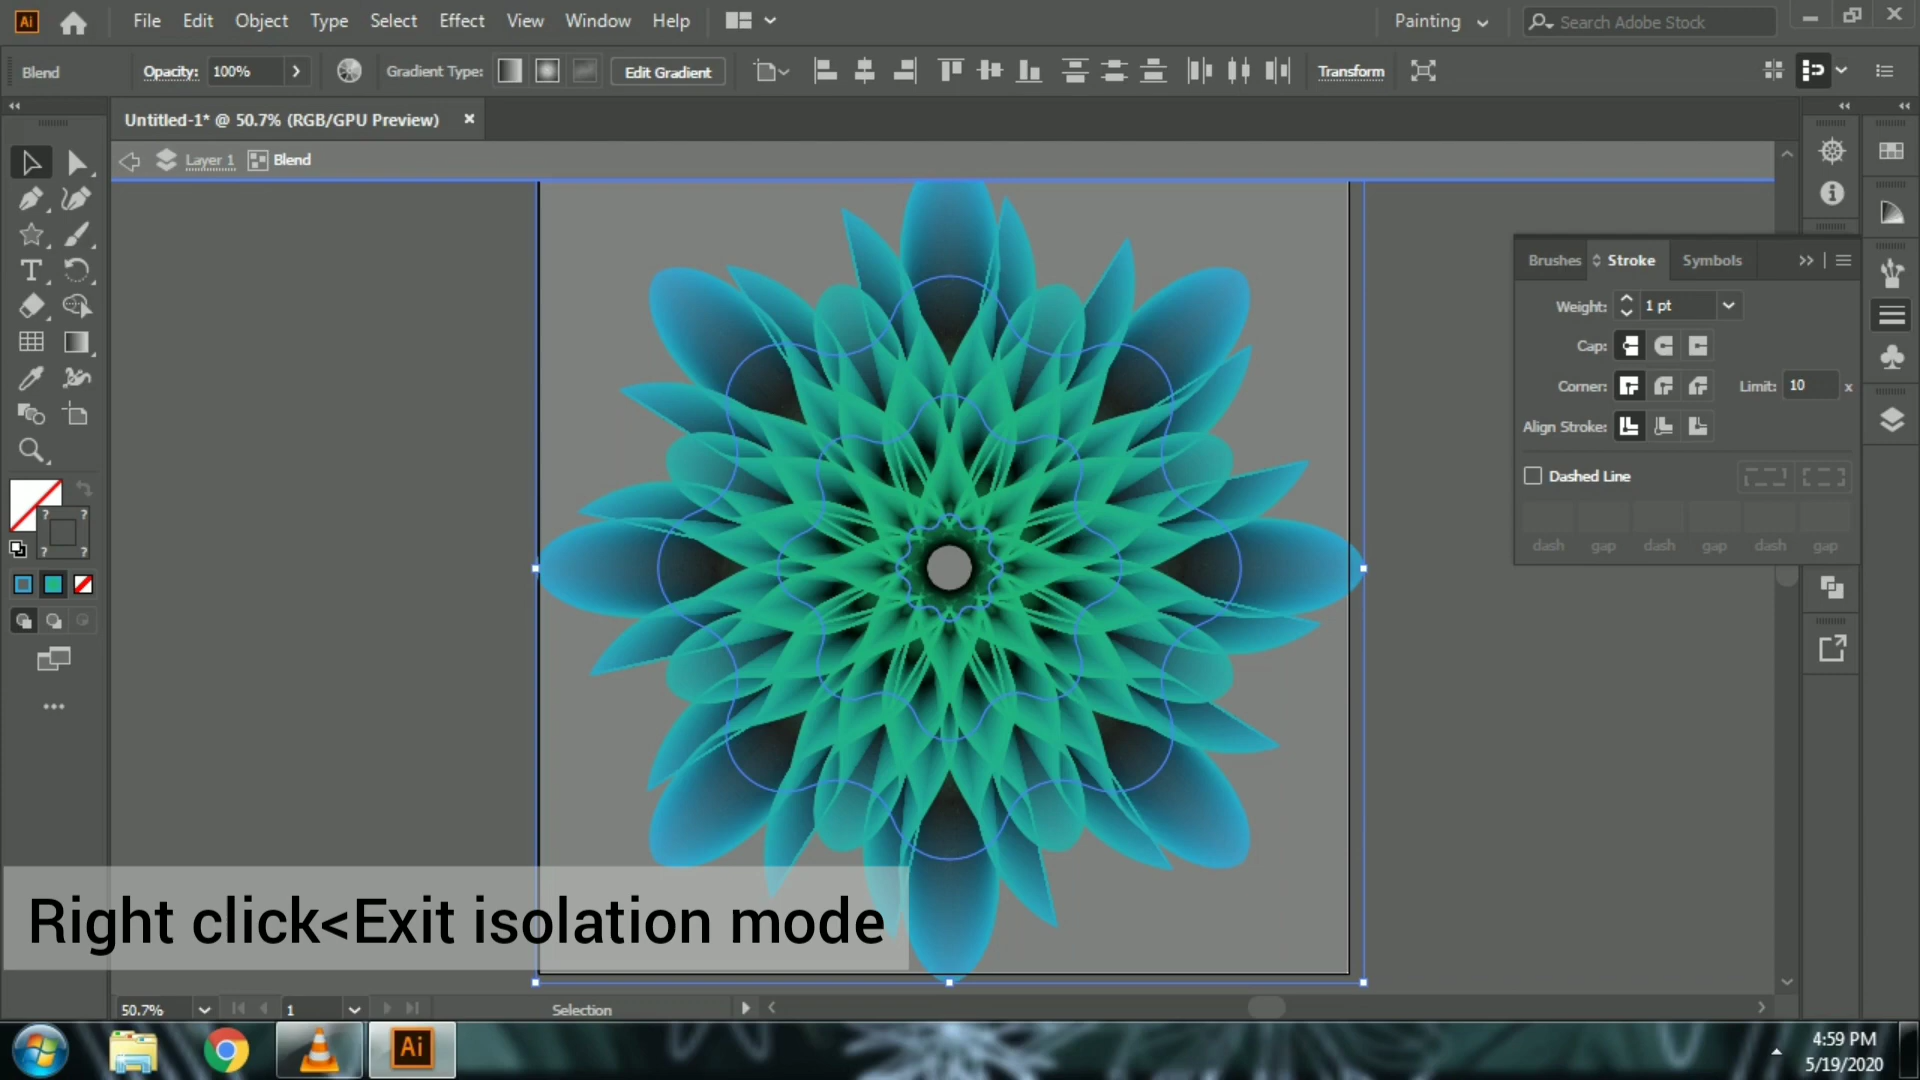 Ai File Edit Object Type Select Effect View Window Help Painting Search Adobe Stock
Blend Opacity: 100% Gradient Type: Edit Gradient Transform
Untitled-1* @ 50.7% (RGB/GPU Preview) ×
Layer 1 Blend
Brushes Stroke Symbols
Weight: 1 pt
Cap:
Corner: Limit: 10 x
Align Stroke:
Dashed Line
dash gap dash gap dash gap
? ?
? ?
Right click<Exit isolation mode
50.7% 1 Selection
Ai
4:59 PM
5/19/2020